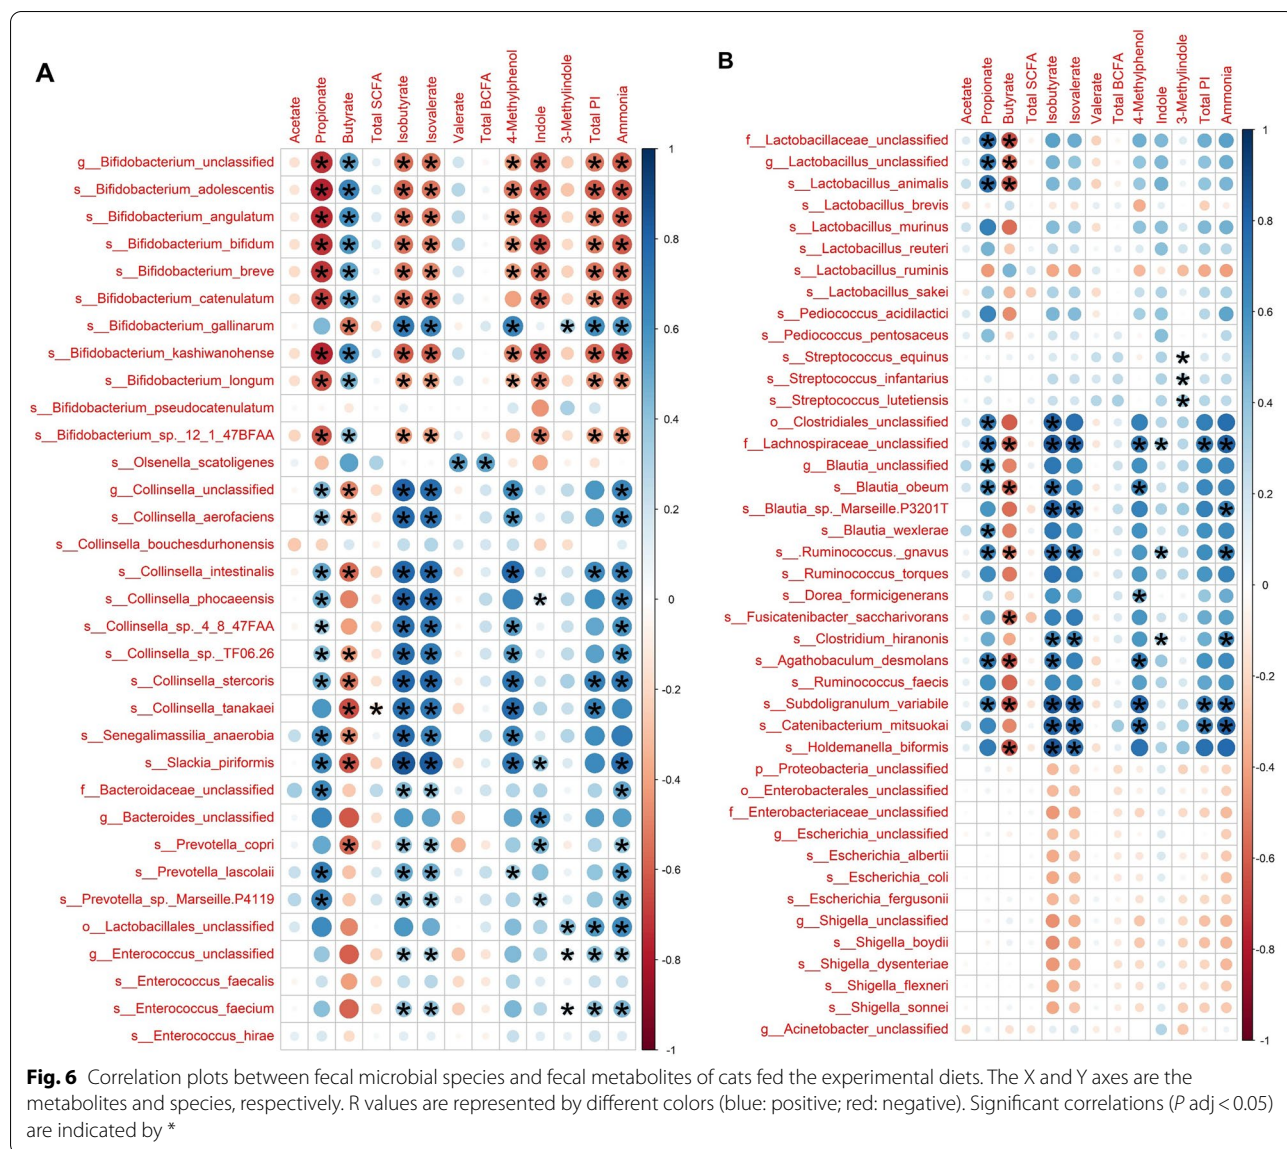 A
Acetate
Propionate
Butyrate
Total SCFA
Isobutyrate
Isovalerate
Valerate
Total BCFA
4-Methylphenol
Indole
3-Methylindole
Total PI
Ammonia
g__Bifidobacterium_unclassified
s__Bifidobacterium_adolescentis
s__Bifidobacterium_angulatum
s__Bifidobacterium_bifidum
s__Bifidobacterium_breve
s__Bifidobacterium_catenulatum
s__Bifidobacterium_gallinarum
s__Bifidobacterium_kashiwanohense
s__Bifidobacterium_longum
s__Bifidobacterium_pseudocatenulatum
s__Bifidobacterium_sp._12_1_47BFAA
s__Olsenella_scatoligenes
g__Collinsella_unclassified
s__Collinsella_aerofaciens
s__Collinsella_bouchesdurhonensis
s__Collinsella_intestinalis
s__Collinsella_phocaeensis
s__Collinsella_sp._4_8_47FAA
s__Collinsella_sp._TF06.26
s__Collinsella_stercoris
s__Collinsella_tanakaei
s__Senegalimassilia_anaerobia
s__Slackia_piriformis
f__Bacteroidaceae_unclassified
g__Bacteroides_unclassified
s__Prevotella_copri
s__Prevotella_lascolaii
s__Prevotella_sp._Marseille.P4119
o__Lactobacillales_unclassified
g__Enterococcus_unclassified
s__Enterococcus_faecalis
s__Enterococcus_faecium
s__Enterococcus_hirae
1
0.8
0.6
0.4
0.2
0
-0.2
-0.4
-0.6
-0.8
-1
B
Acetate
Propionate
Butyrate
Total SCFA
Isobutyrate
Isovalerate
Valerate
Total BCFA
4-Methylphenol
Indole
3-Methylindole
Total PI
Ammonia
f__Lactobacillaceae_unclassified
g__Lactobacillus_unclassified
s__Lactobacillus_animalis
s__Lactobacillus_brevis
s__Lactobacillus_murinus
s__Lactobacillus_reuteri
s__Lactobacillus_ruminis
s__Lactobacillus_sakei
s__Pediococcus_acidilactici
s__Pediococcus_pentosaceus
s__Streptococcus_equinus
s__Streptococcus_infantarius
s__Streptococcus_lutetiensis
o__Clostridiales_unclassified
f__Lachnospiraceae_unclassified
g__Blautia_unclassified
s__Blautia_obeum
s__Blautia_sp._Marseille.P3201T
s__Blautia_wexlerae
s__.Ruminococcus._gnavus
s__Ruminococcus_torques
s__Dorea_formicigenerans
s__Fusicatenibacter_saccharivorans
s__Clostridium_hiranonis
s__Agathobaculum_desmolans
s__Ruminococcus_faecis
s__Subdoligranulum_variabile
s__Catenibacterium_mitsuokai
s__Holdemanella_biformis
p__Proteobacteria_unclassified
o__Enterobacterales_unclassified
f__Enterobacteriaceae_unclassified
g__Escherichia_unclassified
s__Escherichia_albertii
s__Escherichia_coli
s__Escherichia_fergusonii
g__Shigella_unclassified
s__Shigella_boydii
s__Shigella_dysenteriae
s__Shigella_flexneri
s__Shigella_sonnei
g__Acinetobacter_unclassified
1
0.8
0.6
0.4
0.2
0
-0.2
-0.4
-0.6
-0.8
-1
Fig. 6 Correlation plots between fecal microbial species and fecal metabolites of cats fed the experimental diets. The X and Y axes are the
metabolites and species, respectively. R values are represented by different colors (blue: positive; red: negative). Significant correlations (P adj < 0.05)
are indicated by *